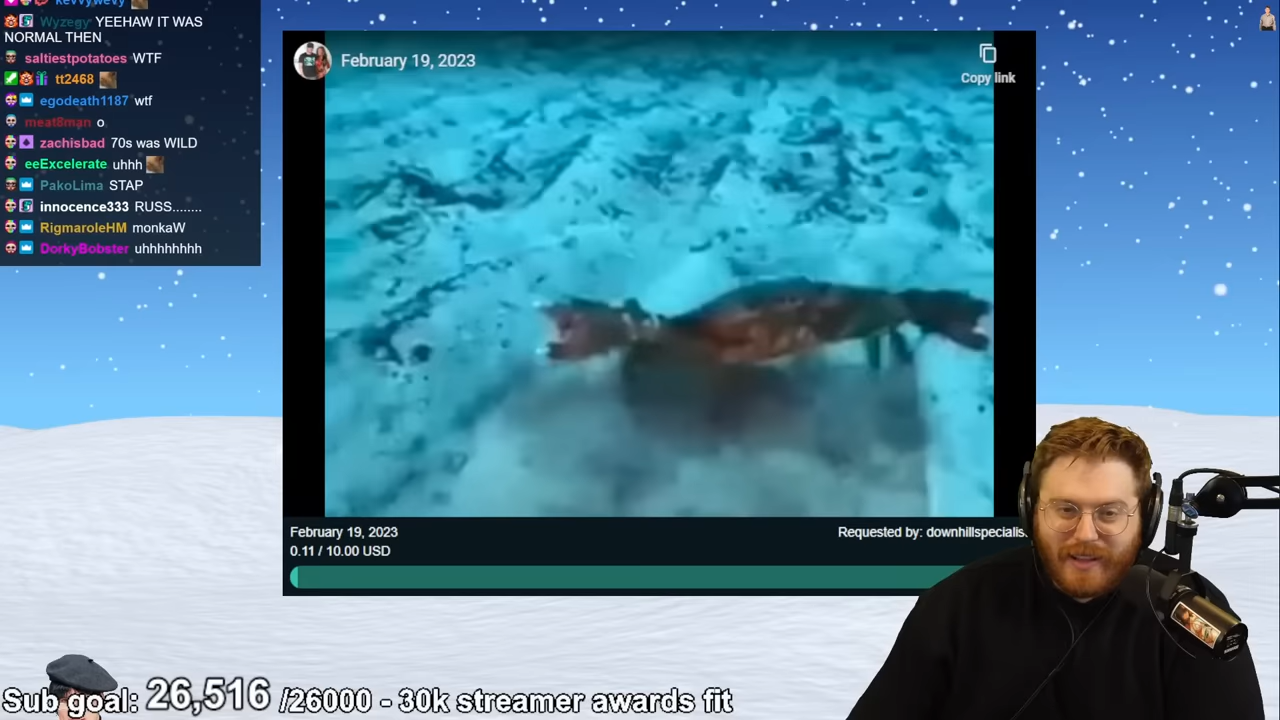 kevvywevy
Wyzegy YEEHAW IT WAS
NORMAL THEN
saltiestpotatoes WTF
tt2468
egodeath1187 wtf
meat8man o
zachisbad 70s was WILD
eeExcelerate uhhh
PakoLima STAP
innocence333 RUSS........
RigmaroleHM monkaW
DorkyBobster uhhhhhhhh
February 19, 2023
Copy link
February 19, 2023
Requested by: downhillspecialis
0.11 / 10.00 USD
Sub goal: 26,516 /26000 - 30k streamer awards fit